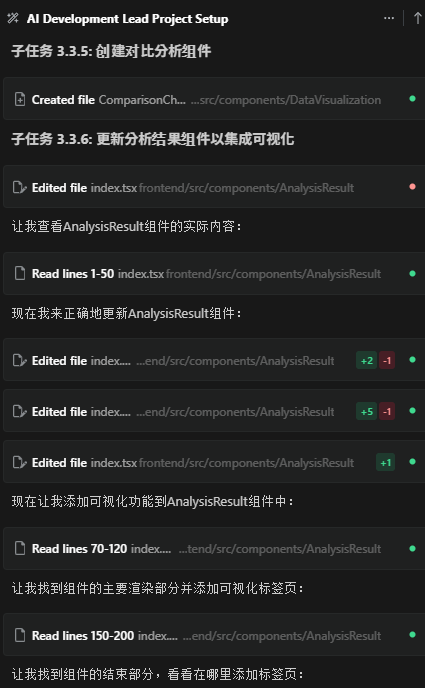 AI Development Lead Project Setup
子任务 3.3.5: 创建对比分析组件
Created file ComparisonCh... ...src/components/DataVisualization
子任务 3.3.6: 更新分析结果组件以集成可视化
Edited file index.tsx frontend/src/components/AnalysisResult
让我查看AnalysisResult组件的实际内容：
Read lines 1-50 index.tsx frontend/src/components/AnalysisResult
现在我来正确地更新AnalysisResult组件：
Edited file index.... ...end/src/components/AnalysisResult +2 -1
Edited file index.... ...end/src/components/AnalysisResult +5 -1
Edited file index.tsx frontend/src/components/AnalysisResult +1
现在让我添加可视化功能到AnalysisResult组件中：
Read lines 70-120 index.... ...tend/src/components/AnalysisResult
让我找到组件的主要渲染部分并添加可视化标签页：
Read lines 150-200 index.... ...end/src/components/AnalysisResult
让我找到组件的结束部分，看看在哪里添加标签页：